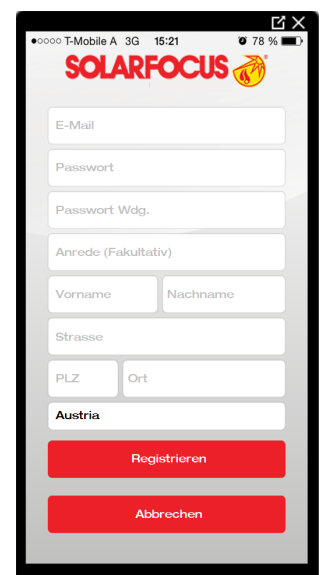 ●○○○○ T-Mobile A 3G 15:21 78 %
SOLARFOCUS
E-Mail
Passwort
Passwort Wdg.
Anrede (Fakultativ)
Vorname Nachname
Strasse
PLZ Ort
Austria
Registrieren
Abbrechen